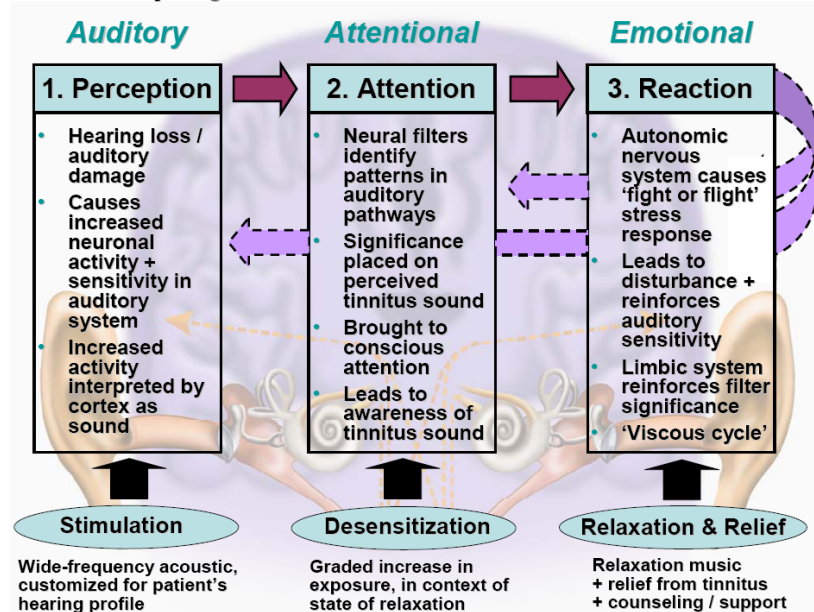 Auditory
Attentional
Emotional
1. Perception
2. Attention
3. Reaction
• Hearing loss /
auditory
damage
• Causes
increased
neuronal
activity +
sensitivity in
auditory
system
• Increased
activity
interpreted by
cortex as
sound
• Neural filters
identify
patterns in
auditory
pathways
• Significance
placed on
perceived
tinnitus sound
• Brought to
conscious
attention
• Leads to
awareness of
tinnitus sound
• Autonomic
nervous
system causes
‘fight or flight’
stress
response
• Leads to
disturbance +
reinforces
auditory
sensitivity
• Limbic system
reinforces filter
significance
• ‘Viscous cycle’
Stimulation
Desensitization
Relaxation & Relief
Wide-frequency acoustic,
customized for patient’s
hearing profile
Graded increase in
exposure, in context of
state of relaxation
Relaxation music
+ relief from tinnitus
+ counseling / support